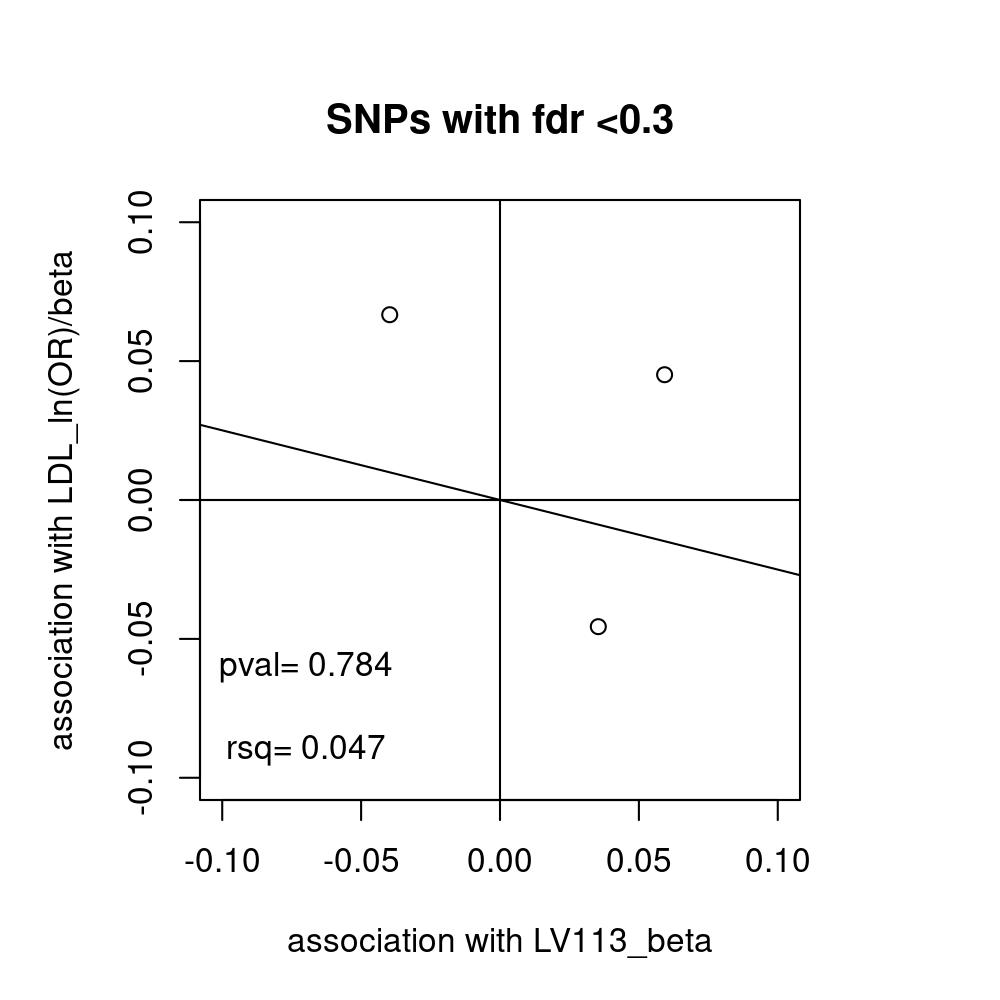 SNPs with fdr <0.3
association with LDL_ln(OR)/beta
0.10
0.05
0.00
-0.05
-0.10
pval= 0.784
rsq= 0.047
-0.10 -0.05 0.00 0.05 0.10
association with LV113_beta